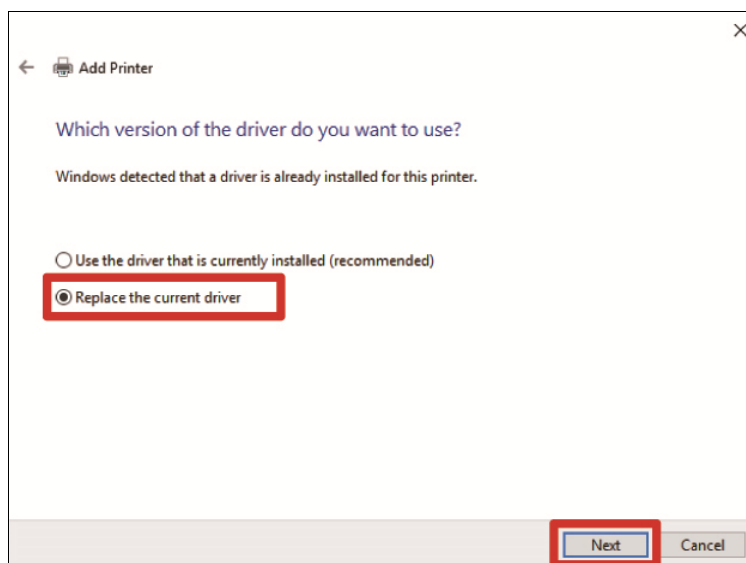 Add Printer
Which version of the driver do you want to use?
Windows detected that a driver is already installed for this printer.
Use the driver that is currently installed (recommended)
Replace the current driver
Next Cancel